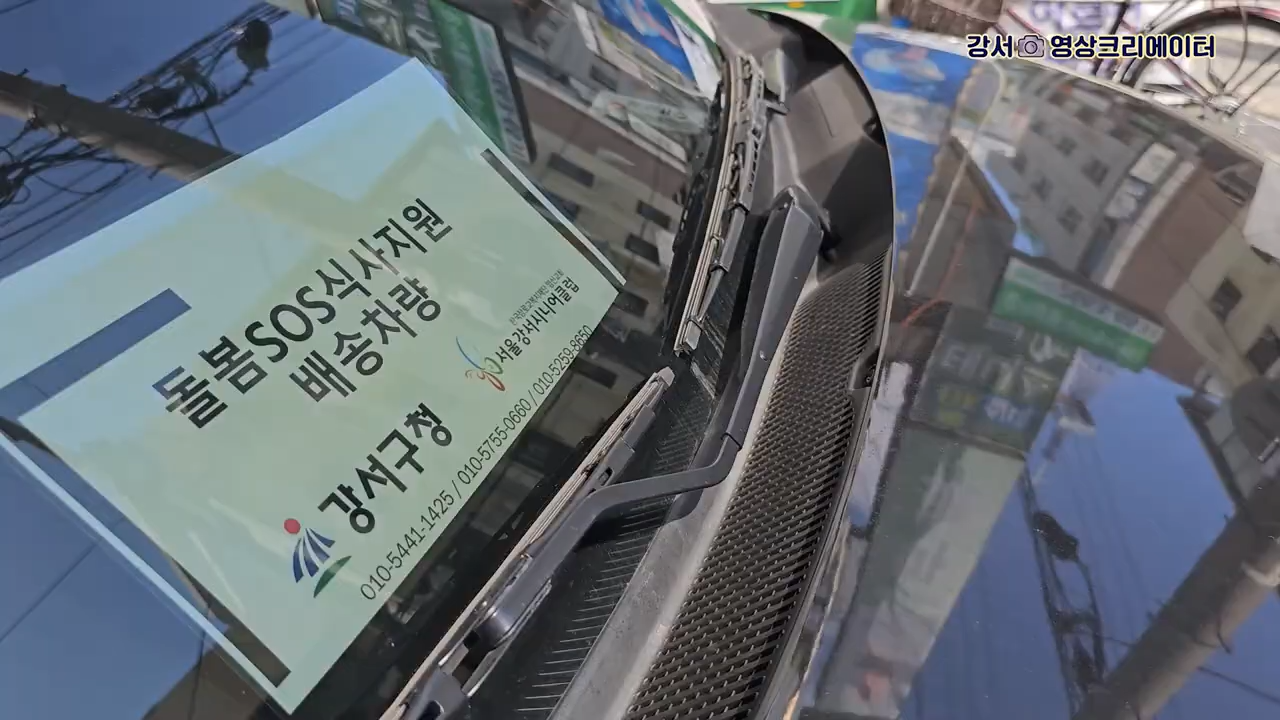 강서 영상크리에이터
돌봄SOS식사지원
배송차량
강서구청
서울강서시니어클럽
010-5441-1425 / 010-5755-0660 / 010-5259-8650